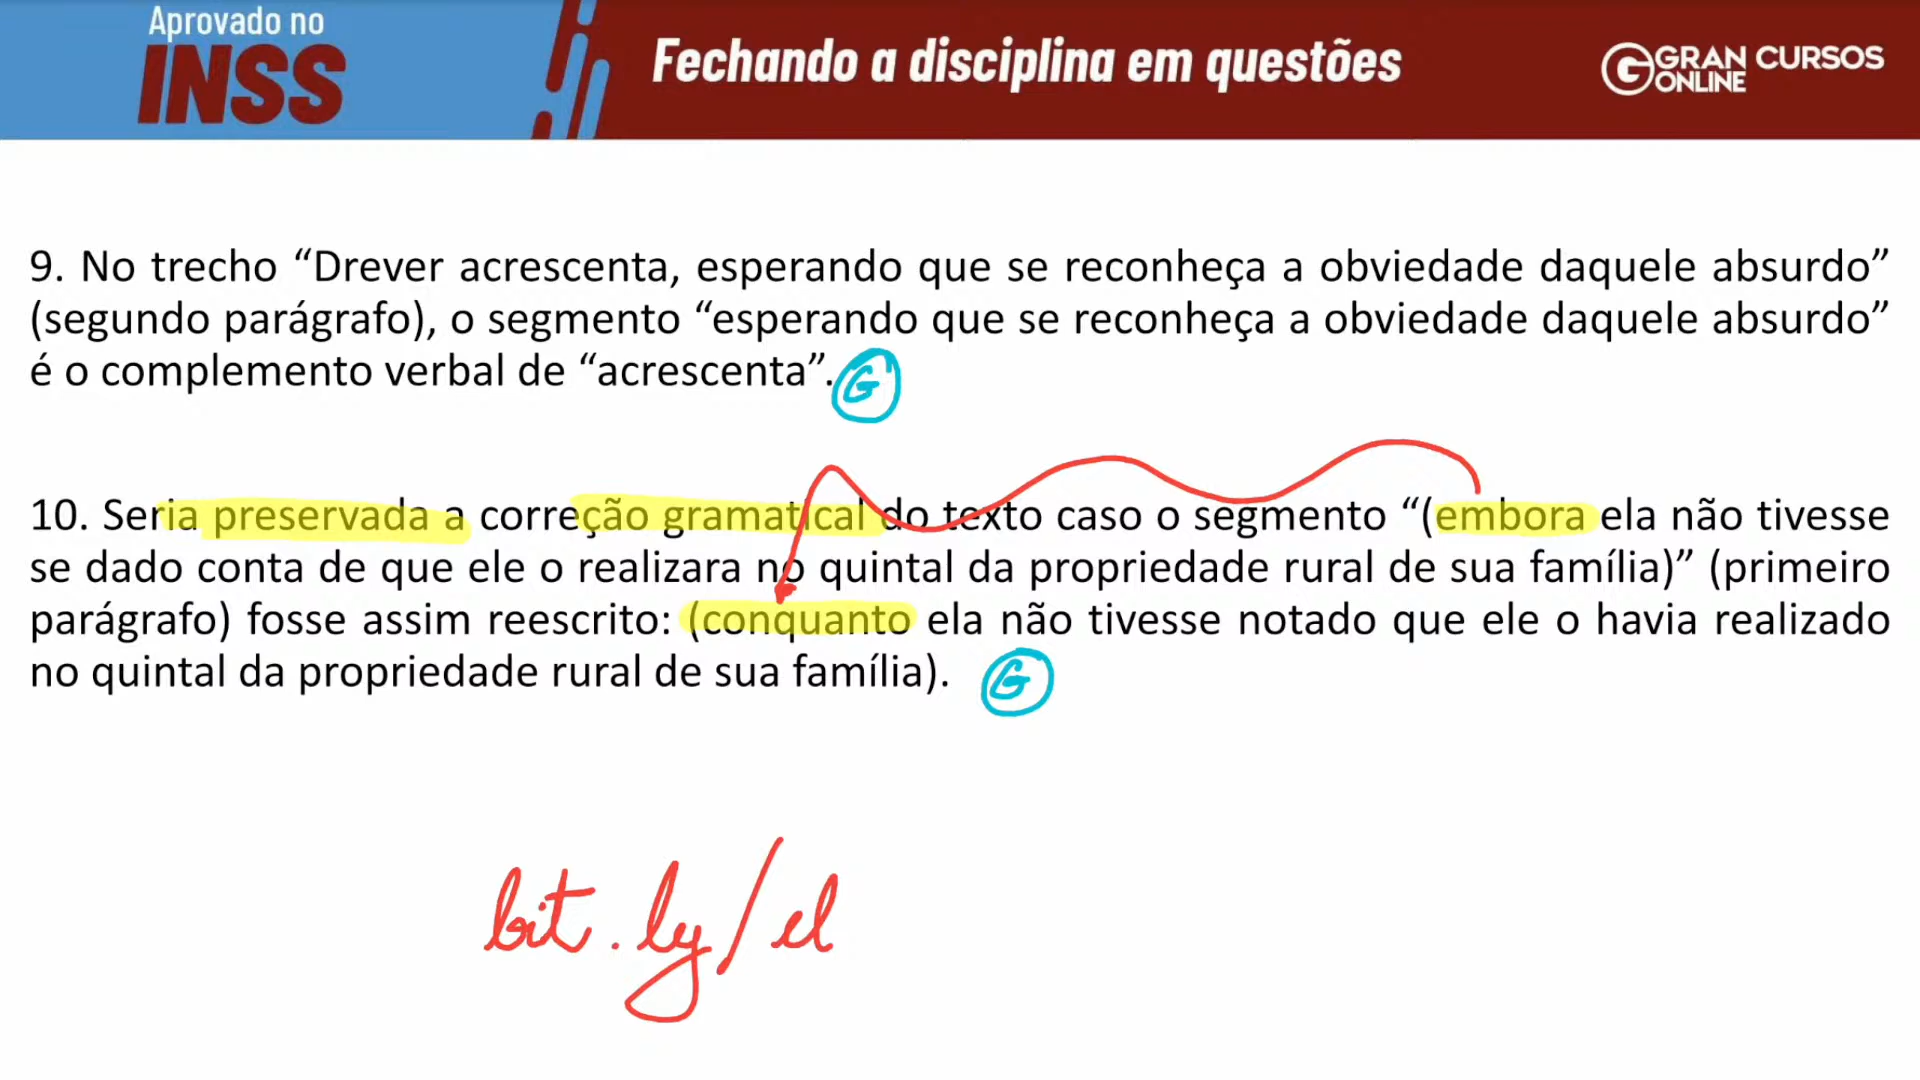 Aprovado no
INSS
Fechando a disciplina em questões
GRAN CURSOS
ONLINE
9. No trecho “Drever acrescenta, esperando que se reconheça a obviedade daquele absurdo”
(segundo parágrafo), o segmento “esperando que se reconheça a obviedade daquele absurdo”
é o complemento verbal de “acrescenta”.
10. Seria preservada a correção gramatical do texto caso o segmento “(embora ela não tivesse
se dado conta de que ele o realizara no quintal da propriedade rural de sua família)” (primeiro
parágrafo) fosse assim reescrito: (conquanto ela não tivesse notado que ele o havia realizado
no quintal da propriedade rural de sua família).
bit.ly/el